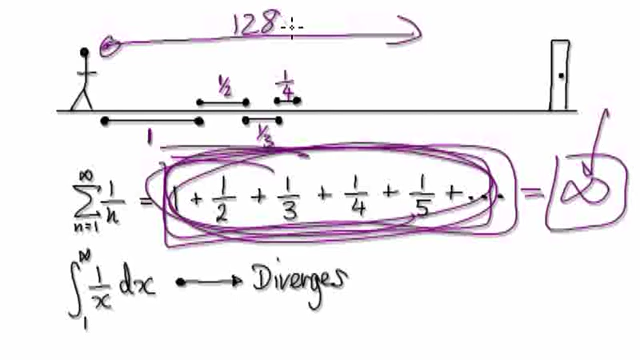 128
1/2
1/4
1
1/3
∞ ∑ n=1 1/n = 1 + 1/2 + 1/3 + 1/4 + 1/5 + ... = ∞
∫ 1 ∞ 1/x dx → Diverges